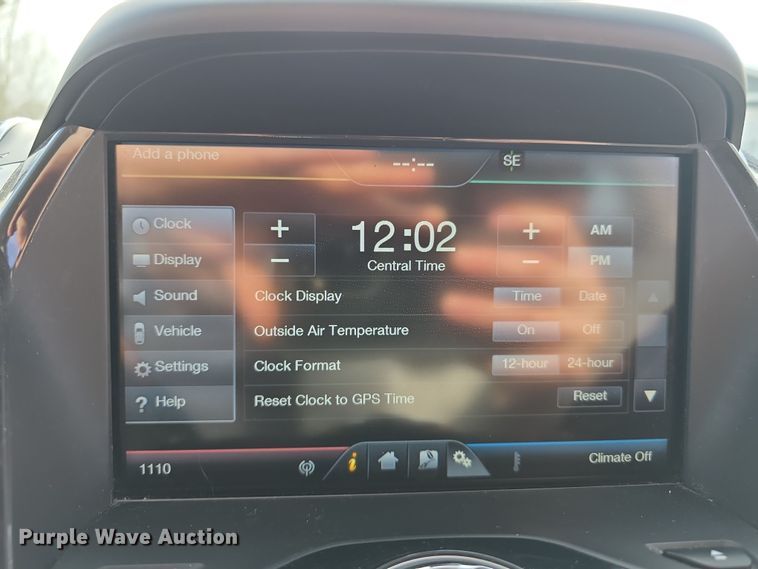 Add a phone
--:--
SE
Clock
+
12:02
+
AM
Display
−
Central Time
−
PM
Sound
Clock Display
Time
Date
Vehicle
Outside Air Temperature
On
Off
Settings
Clock Format
12-hour
24-hour
? Help
Reset Clock to GPS Time
Reset
1110
i
Climate Off
Purple Wave Auction